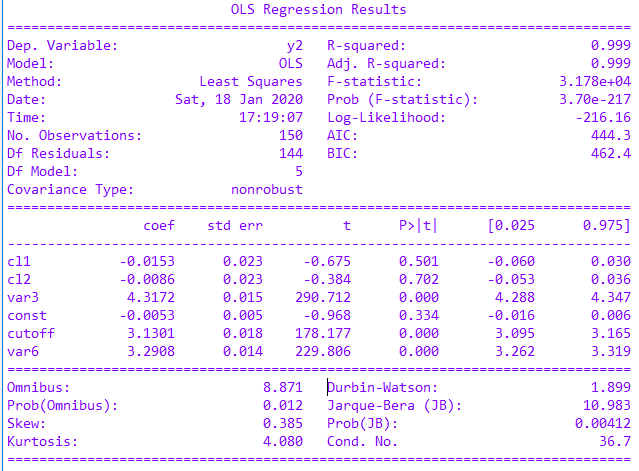 OLS Regression Results
==============================================================================
Dep. Variable: y2 R-squared: 0.999
Model: OLS Adj. R-squared: 0.999
Method: Least Squares F-statistic: 3.178e+04
Date: Sat, 18 Jan 2020 Prob (F-statistic): 3.70e-217
Time: 17:19:07 Log-Likelihood: -216.16
No. Observations: 150 AIC: 444.3
Df Residuals: 144 BIC: 462.4
Df Model: 5
Covariance Type: nonrobust
==============================================================================
coef std err t P>|t| [0.025 0.975]
------------------------------------------------------------------------------
cl1 -0.0153 0.023 -0.675 0.501 -0.060 0.030
cl2 -0.0086 0.023 -0.384 0.702 -0.053 0.036
var3 4.3172 0.015 290.712 0.000 4.288 4.347
const -0.0053 0.005 -0.968 0.334 -0.016 0.006
cutoff 3.1301 0.018 178.177 0.000 3.095 3.165
var6 3.2908 0.014 229.806 0.000 3.262 3.319
==============================================================================
Omnibus: 8.871 Durbin-Watson: 1.899
Prob(Omnibus): 0.012 Jarque-Bera (JB): 10.983
Skew: 0.385 Prob(JB): 0.00412
Kurtosis: 4.080 Cond. No. 36.7
==============================================================================